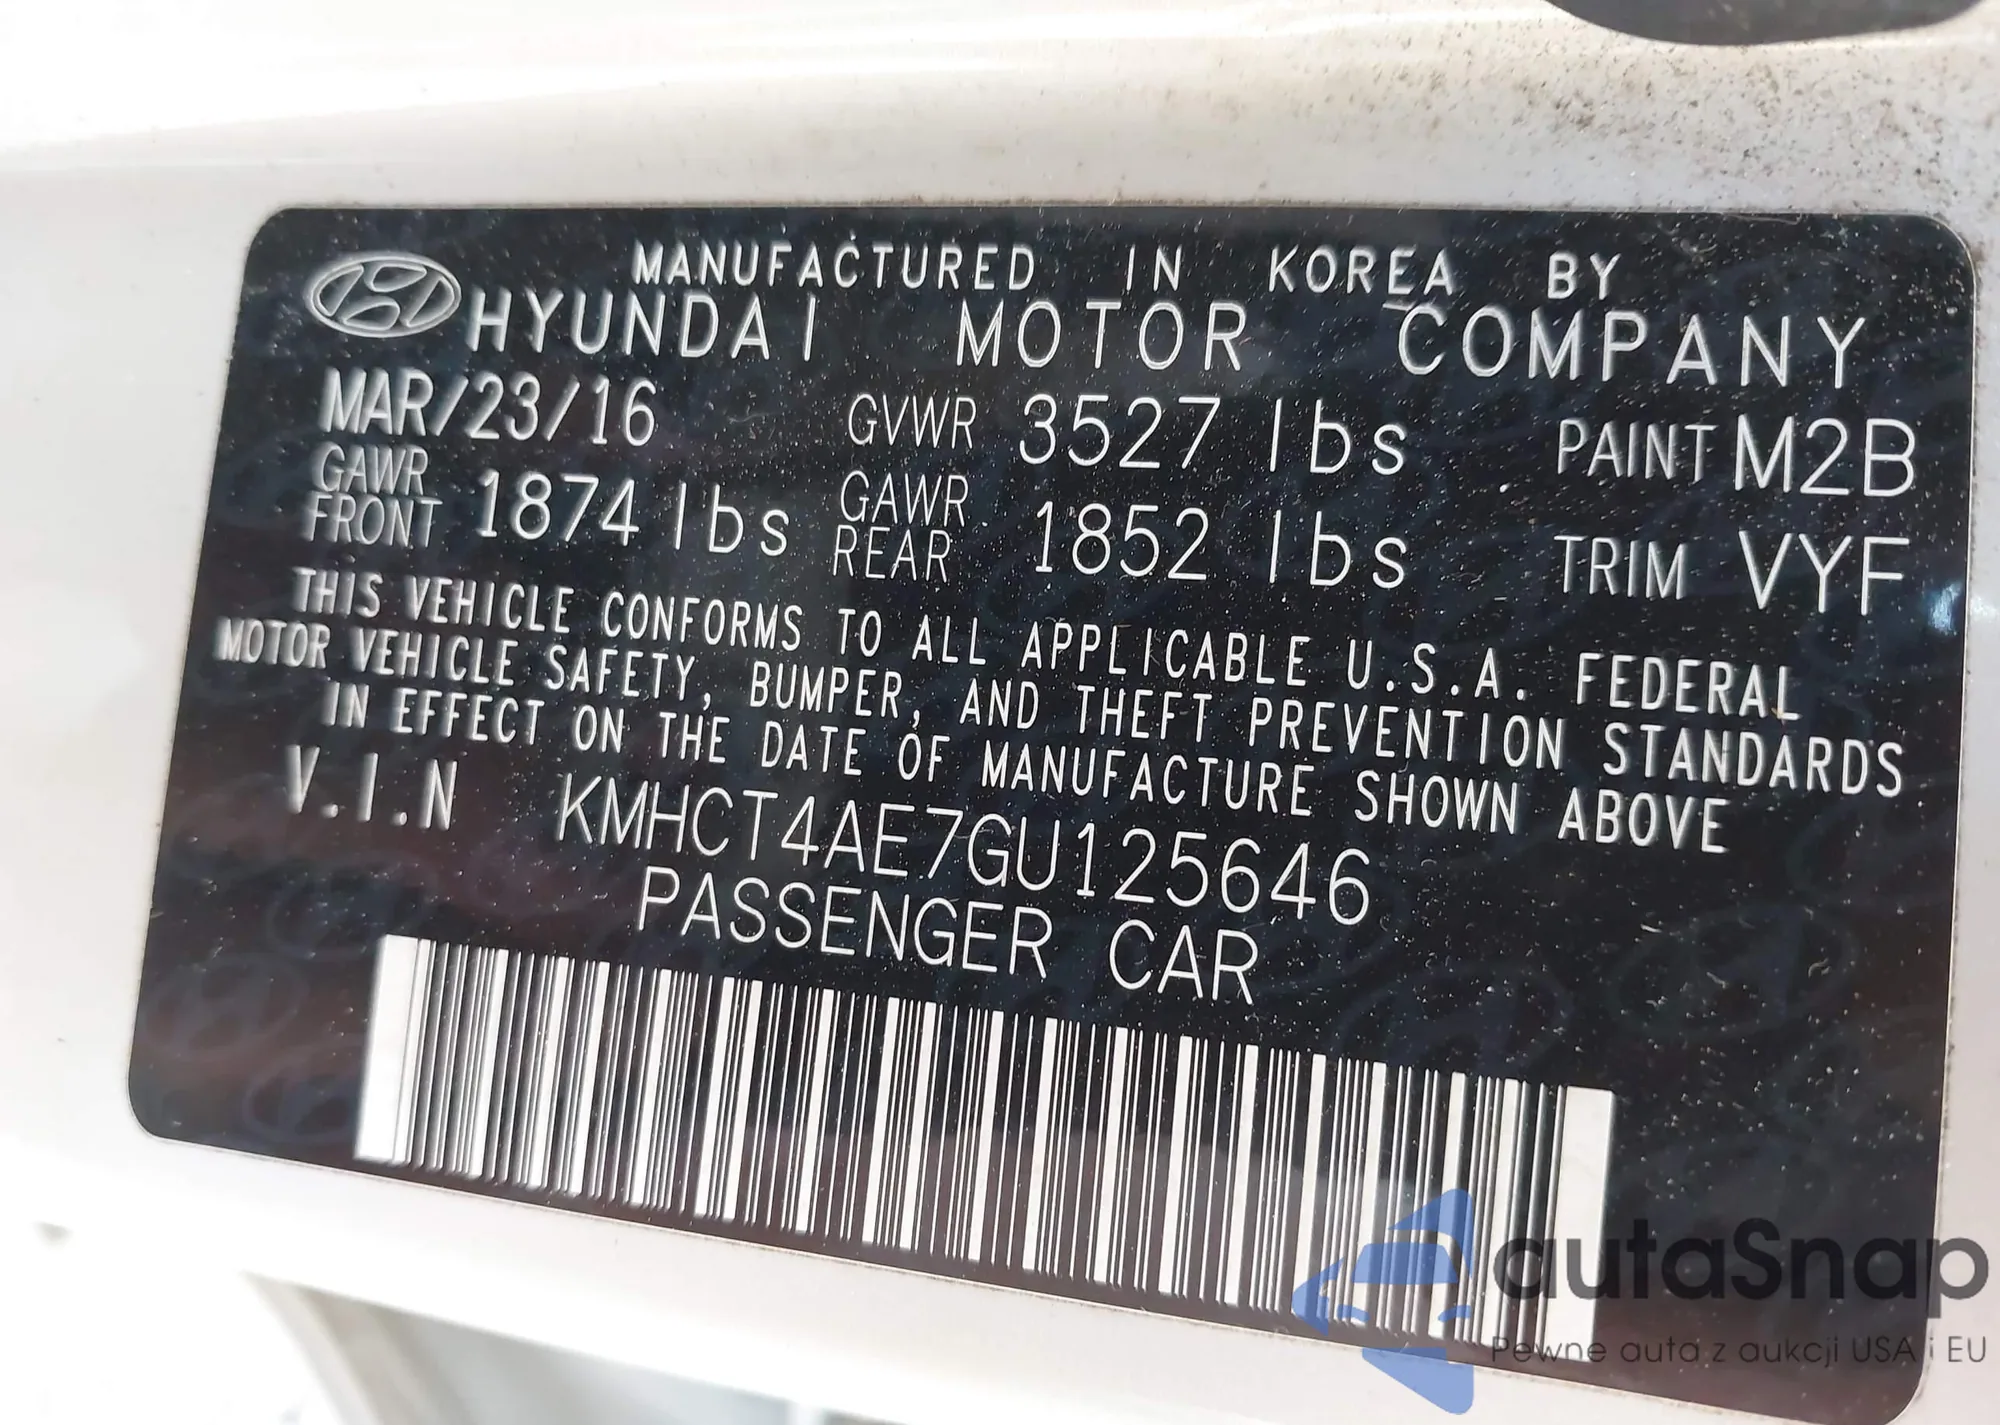 MANUFACTURED IN KOREA BY
HYUNDAI MOTOR COMPANY
MAR/23/16 GVWR 3527 lbs PAINT M2B
GAWR FRONT 1874 lbs GAWR REAR 1852 lbs TRIM VYF
THIS VEHICLE CONFORMS TO ALL APPLICABLE U.S.A. FEDERAL
MOTOR VEHICLE SAFETY, BUMPER, AND THEFT PREVENTION STANDARDS
IN EFFECT ON THE DATE OF MANUFACTURE SHOWN ABOVE
V.I.N KMHCT4AE7GU125646
PASSENGER CAR
autaSnap
Pewne auta z aukcji USA i EU